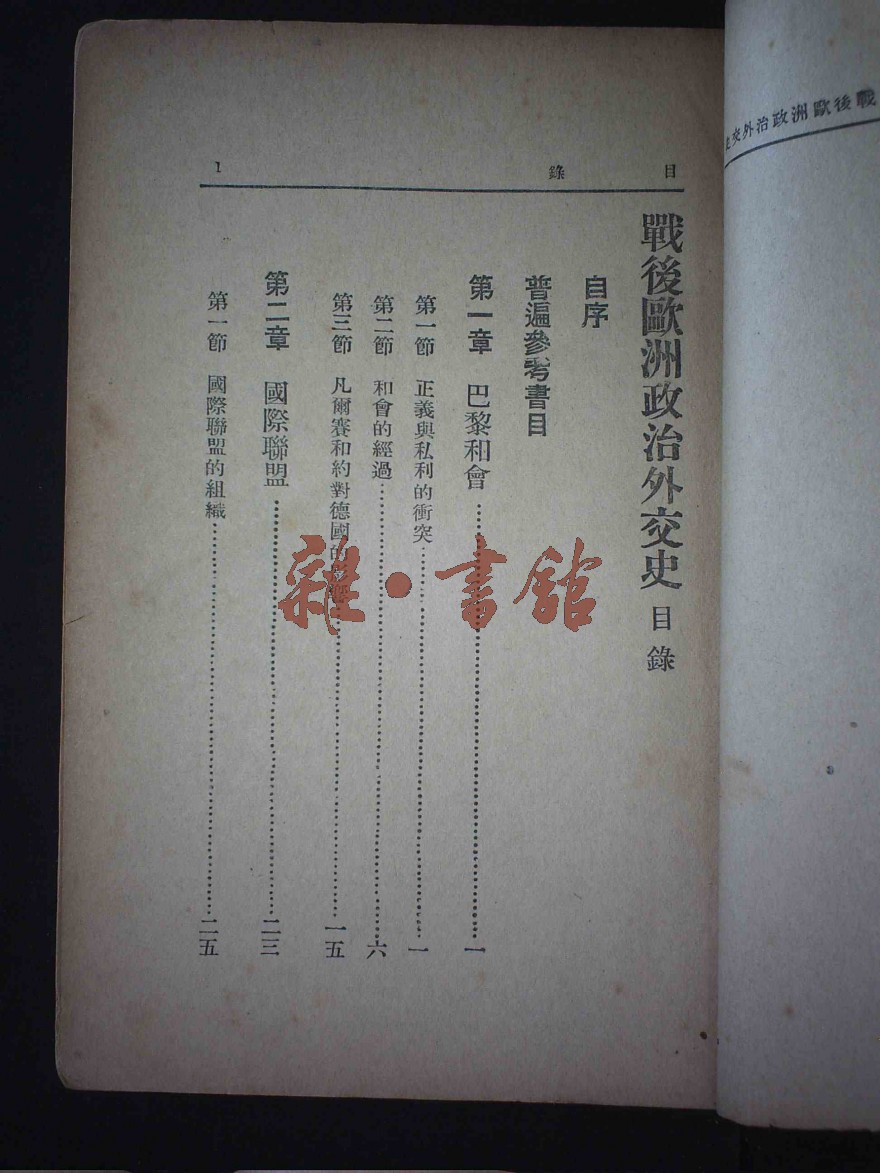 目錄 1
戰後歐洲政治外交史 目錄
自序
普遍參考書目
第一章 巴黎和會……一
第一節 正義與私利的衝突……一
第二節 和會的經過……六
第三節 凡爾賽和約對德國的……一五
第二章 國際聯盟……二三
第一節 國際聯盟的組織……二五
戰後歐洲政治外交
雜·書館